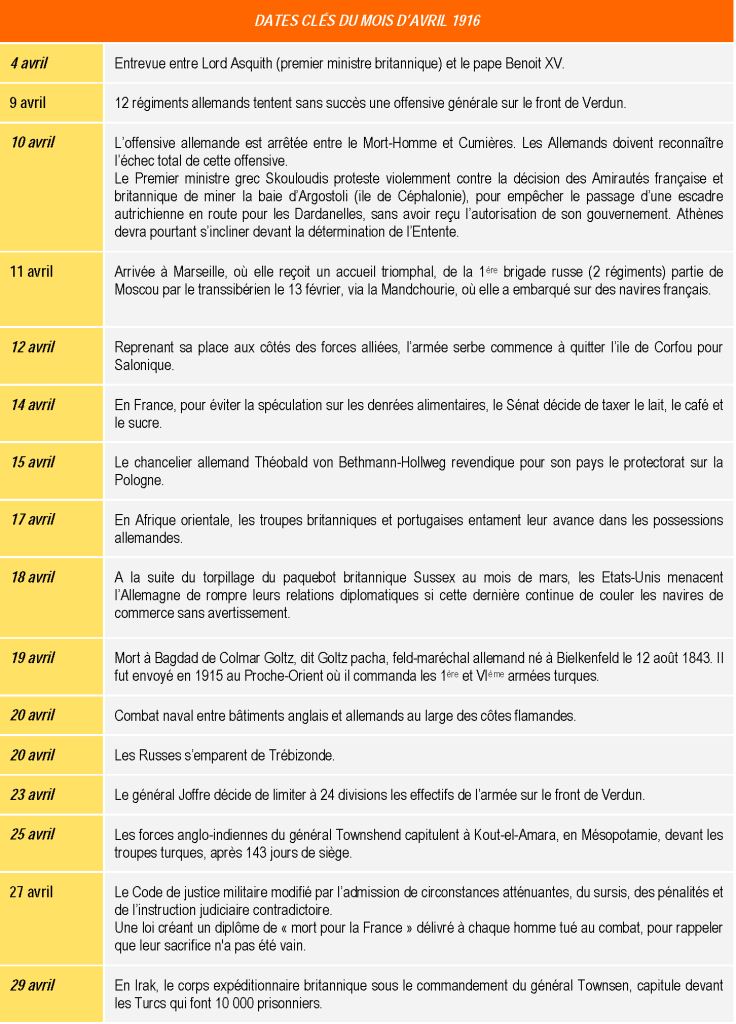 DATES CLÉS DU MOIS D'AVRIL 1916
4 avril
Entrevue entre Lord Asquith (premier ministre britannique) et le pape Benoit XV.
9 avril
12 régiments allemands tentent sans succès une offensive générale sur le front de Verdun.
10 avril
L'offensive allemande est arrêtée entre le Mort-Homme et Cumières. Les Allemands doivent reconnaître
l'échec total de cette offensive.
Le Premier ministre grec Skouloudis proteste violemment contre la décision des Amirautés française et
britannique de miner la baie d'Argostoli (ile de Céphalonie), pour empêcher le passage d'une escadre
autrichienne en route pour les Dardanelles, sans avoir reçu l'autorisation de son gouvernement. Athènes
devra pourtant s'incliner devant la détermination de l'Entente.
11 avril
Arrivée à Marseille, où elle reçoit un accueil triomphal, de la 1ére brigade russe (2 régiments) partie de
Moscou par le transsibérien le 13 février, via la Mandchourie, où elle a embarqué sur des navires français.
12 avril
Reprenant sa place aux côtés des forces alliées, l'armée serbe commence à quitter l'ile de Corfou pour
Salonique.
14 avril
En France, pour éviter la spéculation sur les denrées alimentaires, le Sénat décide de taxer le lait, le café et
le sucre.
15 avril
Le chancelier allemand Théobald von Bethmann-Hollweg revendique pour son pays le protectorat sur la
Pologne.
17 avril
En Afrique orientale, les troupes britanniques et portugaises entament leur avance dans les possessions
allemandes.
18 avril
A la suite du torpillage du paquebot britannique Sussex au mois de mars, les Etats-Unis menacent
l'Allemagne de rompre leurs relations diplomatiques si cette dernière continue de couler les navires de
commerce sans avertissement.
19 avril
Mort à Bagdad de Colmar Goltz, dit Goltz pacha, feld-maréchal allemand né à Bielkenfeld le 12 août 1843. Il
fut envoyé en 1915 au Proche-Orient où il commanda les 1ére et VIéme armées turques.
20 avril
Combat naval entre bâtiments anglais et allemands au large des côtes flamandes.
20 avril
Les Russes s'emparent de Trébizonde.
23 avril
Le général Joffre décide de limiter à 24 divisions les effectifs de l'armée sur le front de Verdun.
25 avril
Les forces anglo-indiennes du général Townshend capitulent à Kout-el-Amara, en Mésopotamie, devant les
troupes turques, après 143 jours de siège.
27 avril
Le Code de justice militaire modifié par l'admission de circonstances atténuantes, du sursis, des pénalités et
de l'instruction judiciaire contradictoire.
Une loi créant un diplôme de « mort pour la France » délivré à chaque homme tué au combat, pour rappeler
que leur sacrifice n'a pas été vain.
29 avril
En Irak, le corps expéditionnaire britannique sous le commandement du général Townsen, capitule devant
les Turcs qui font 10 000 prisonniers.